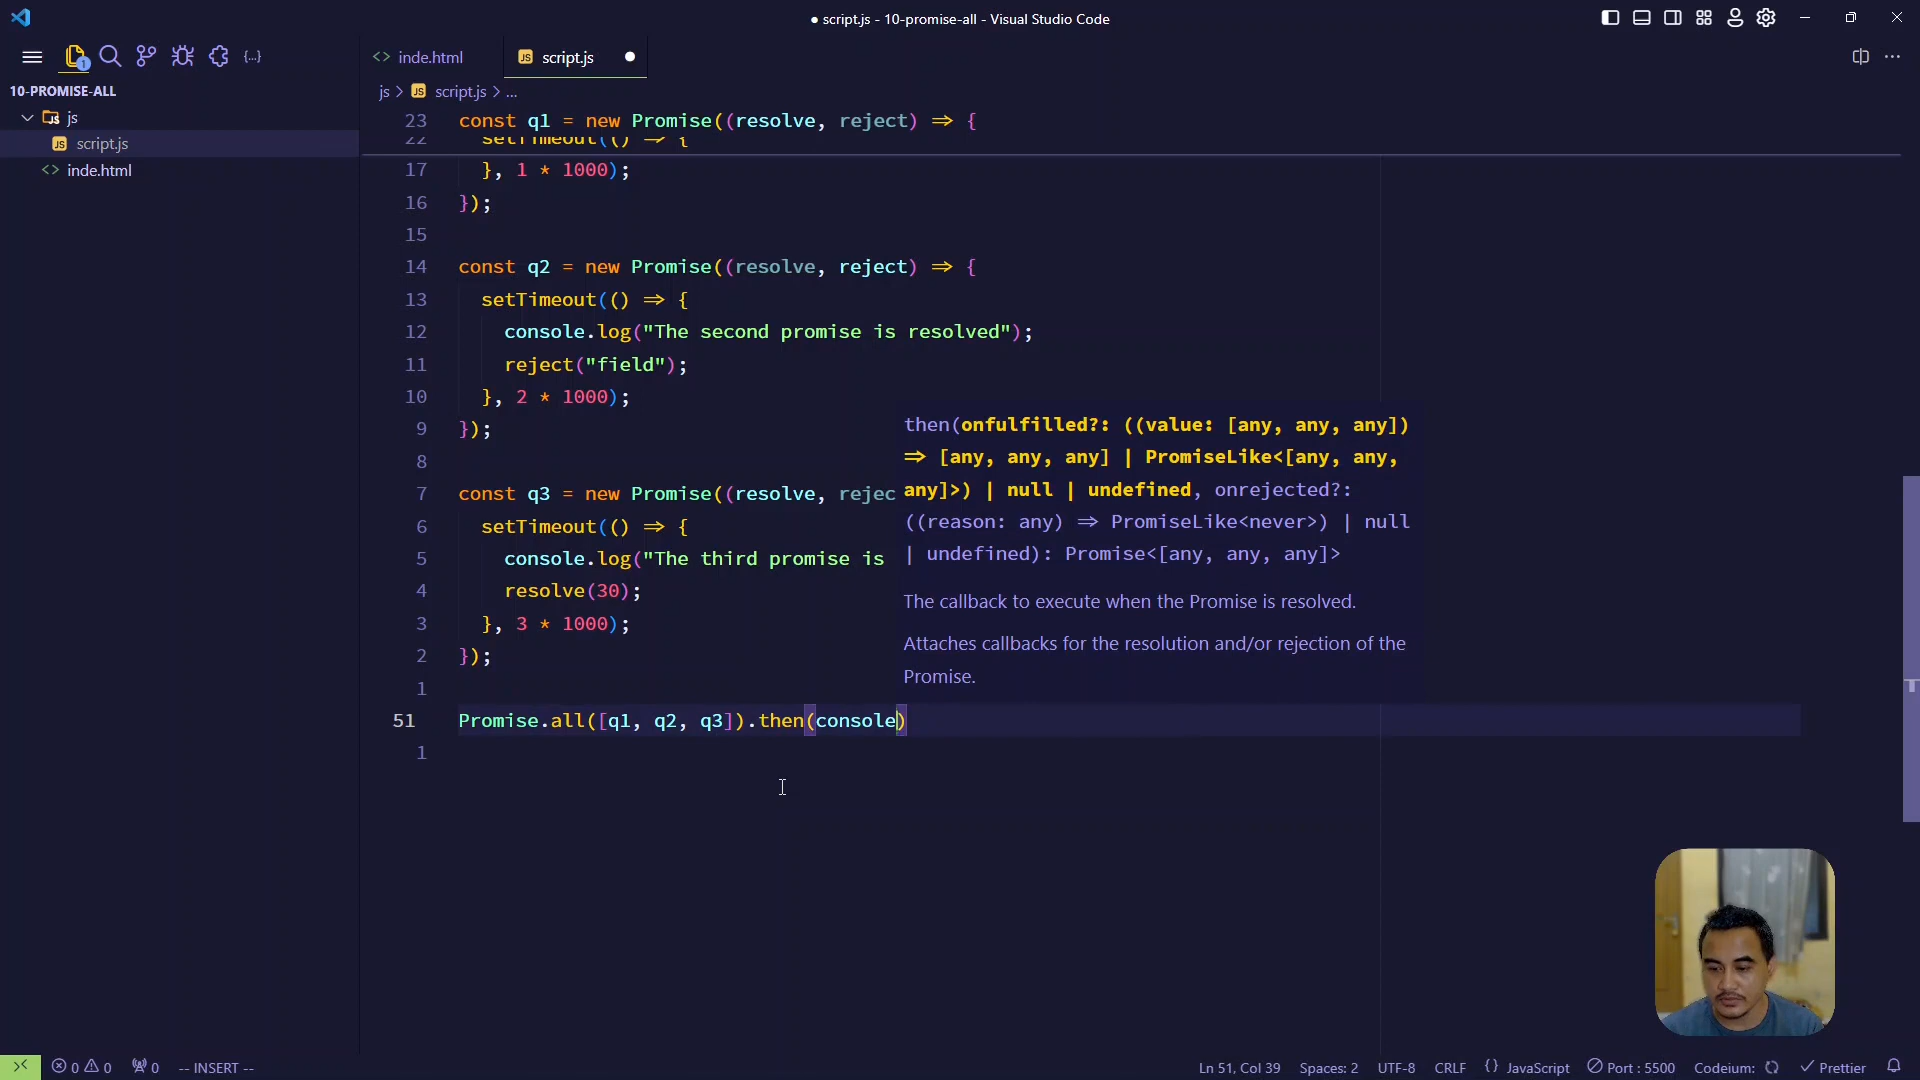 ● script.js - 10-promise-all - Visual Studio Code
1
{...}
inde.html
JS script.js
10-PROMISE-ALL
js > JS script.js > ...
JS js
JS script.js
<> inde.html
23 const q1 = new Promise((resolve, reject) ⇒ {
22 setTimeout(() ⇒ {
17 }, 1 * 1000);
16 });
15
14 const q2 = new Promise((resolve, reject) ⇒ {
13 setTimeout(() ⇒ {
12 console.log("The second promise is resolved");
11 reject("field");
10 }, 2 * 1000);
9 });
8
7 const q3 = new Promise((resolve, rejec
6 setTimeout(() ⇒ {
5 console.log("The third promise is
4 resolve(30);
3 }, 3 * 1000);
2 });
1
51 Promise.all([q1, q2, q3]).then(console)
1
then(onfulfilled?: ((value: [any, any, any])
⇒ [any, any, any] | PromiseLike<[any, any,
any]>) | null | undefined, onrejected?:
((reason: any) ⇒ PromiseLike<never>) | null
| undefined): Promise<[any, any, any]>
The callback to execute when the Promise is resolved.
Attaches callbacks for the resolution and/or rejection of the
Promise.
0 0 0 -- INSERT -- Ln 51, Col 39 Spaces: 2 UTF-8 CRLF {} JavaScript Port : 5500 Codeium: Prettier